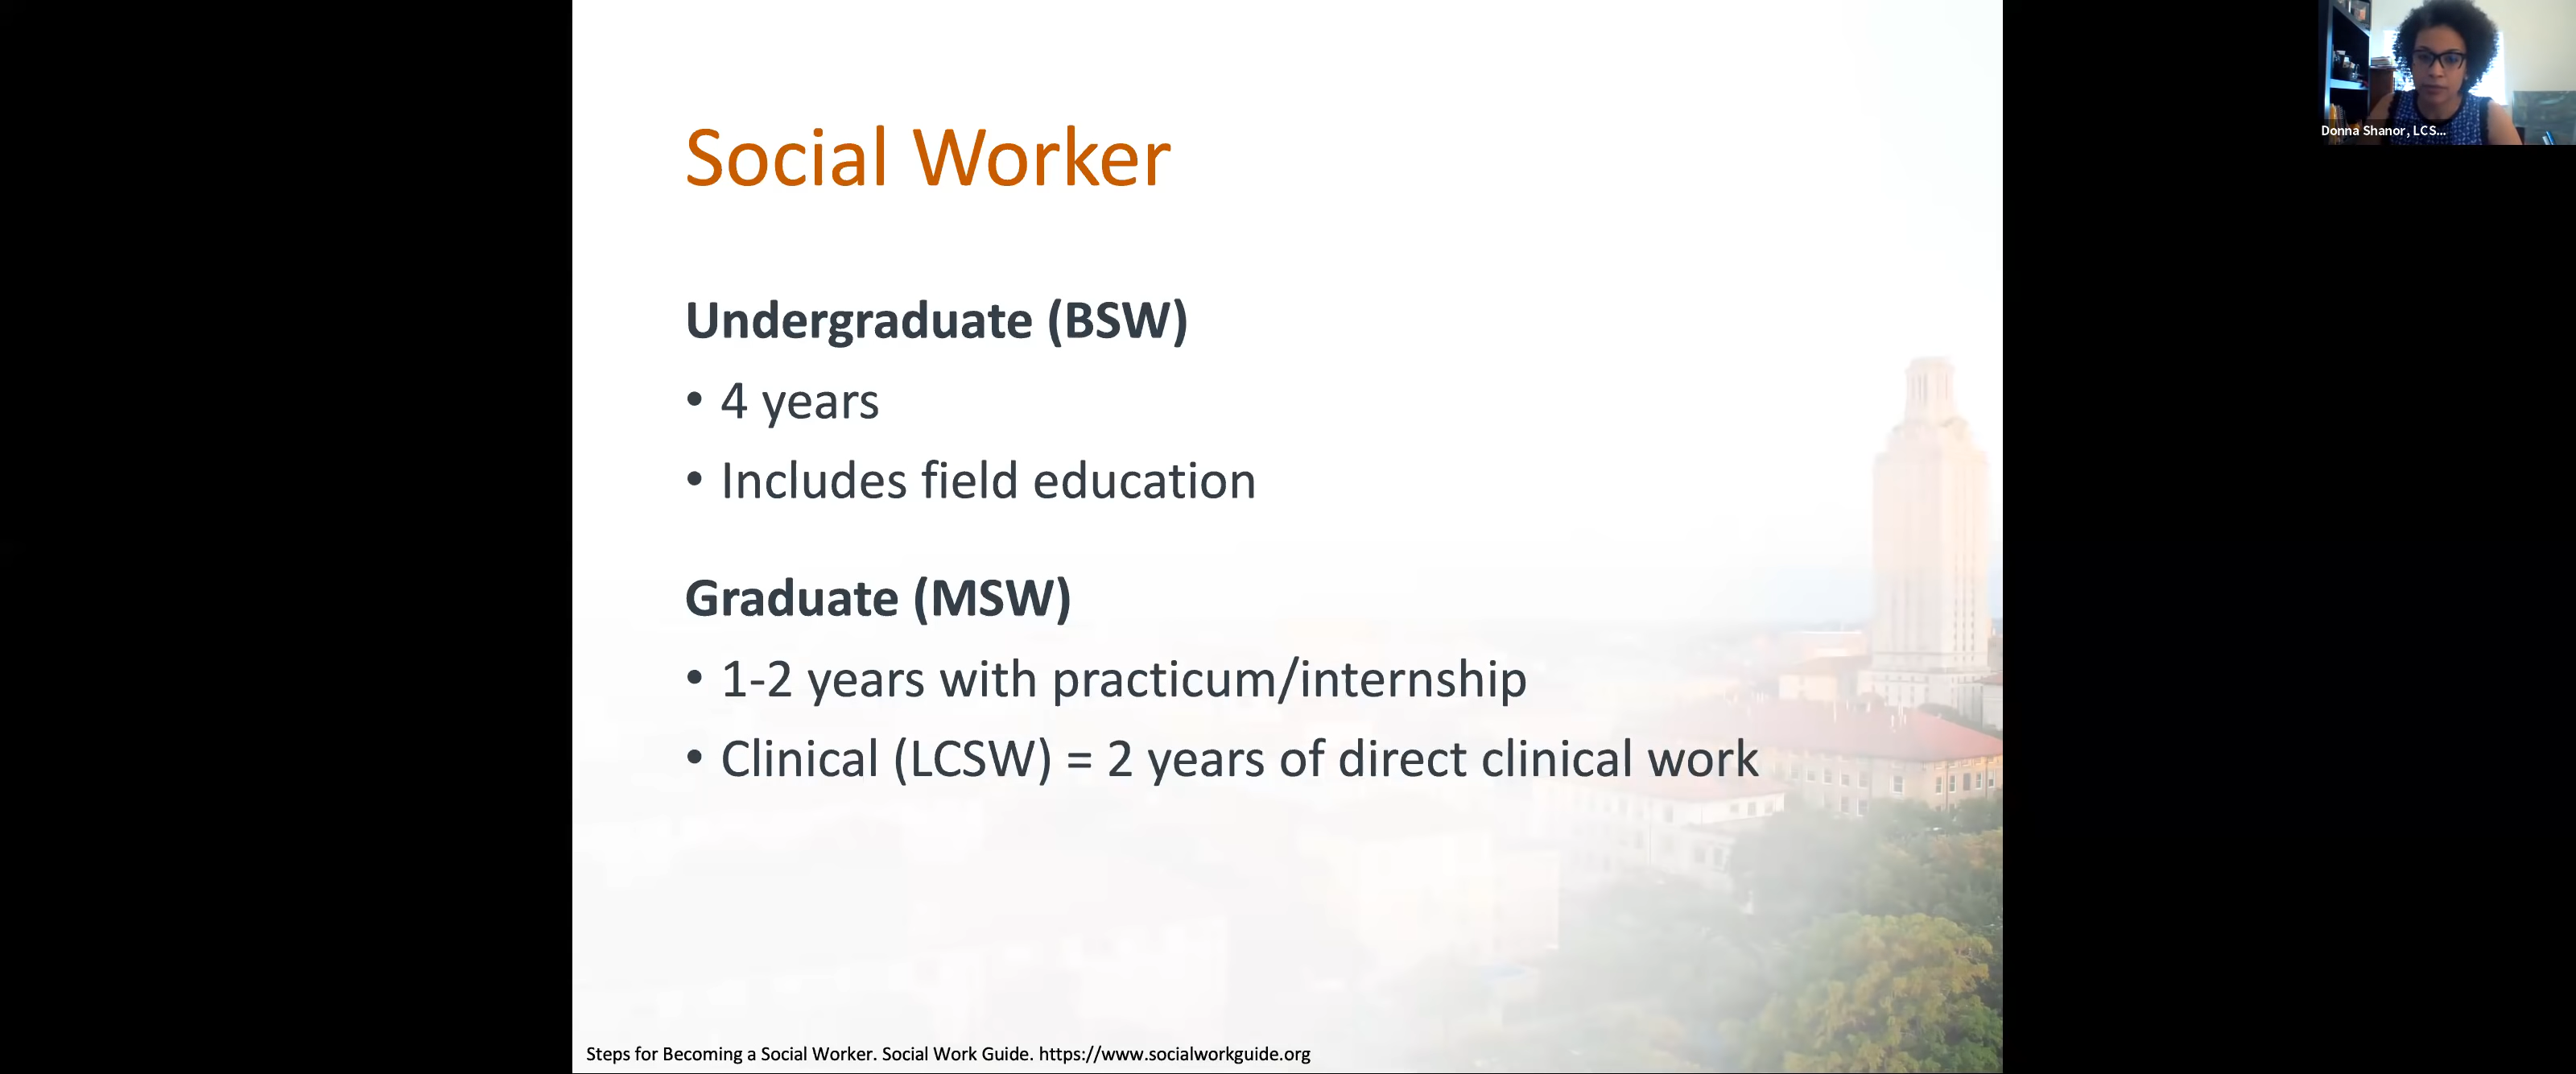 Social Worker
Donna Shanor, LCS...
Undergraduate (BSW)
• 4 years
• Includes field education
Graduate (MSW)
• 1-2 years with practicum/internship
• Clinical (LCSW) = 2 years of direct clinical work
Steps for Becoming a Social Worker. Social Work Guide. https://www.socialworkguide.org